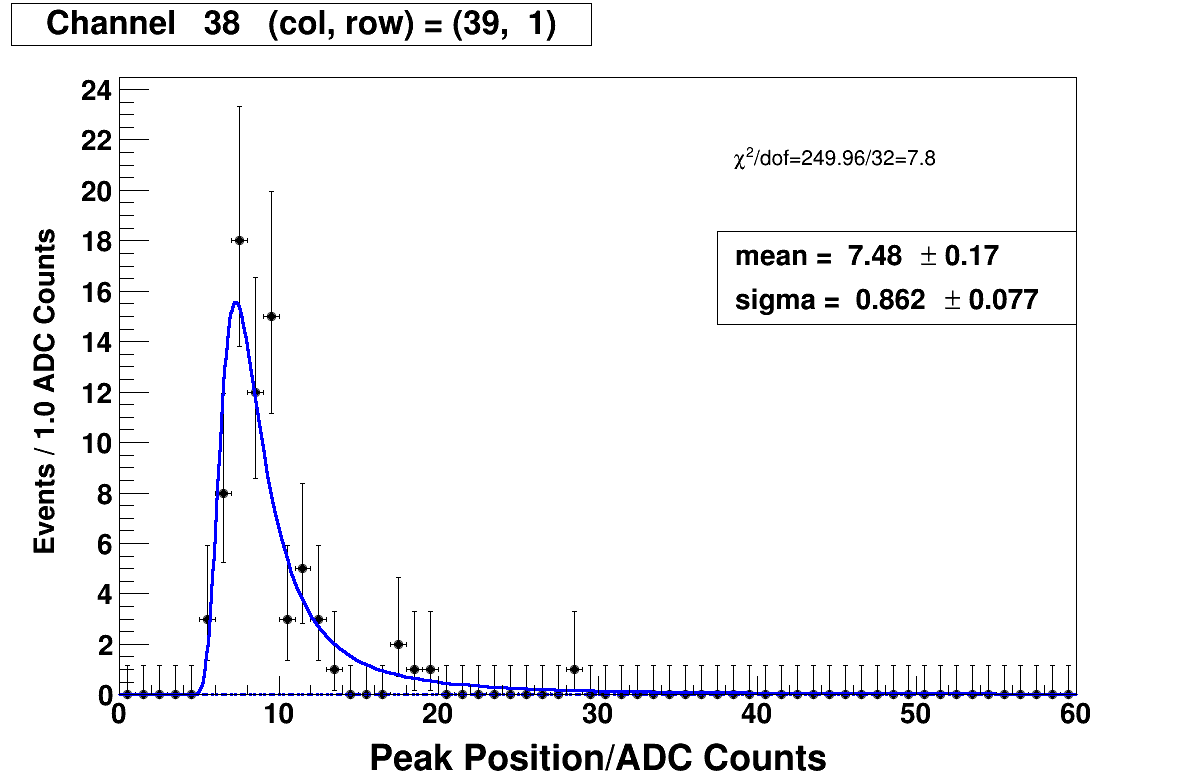 Channel 38 (col, row) = (39, 1)
χ²/dof=249.96/32=7.8
mean = 7.48 ± 0.17
sigma = 0.862 ± 0.077
Events / 1.0 ADC Counts
24
22
20
18
16
14
12
10
8
6
4
2
0
0 10 20 30 40 50 60
Peak Position/ADC Counts